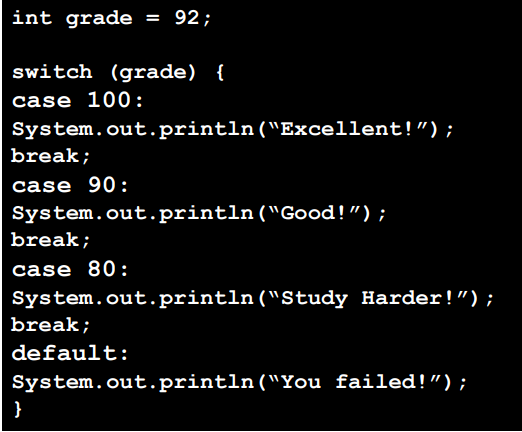 int grade = 92;
switch (grade) {
case 100:
System.out.println(“Excellent!”);
break;
case 90:
System.out.println(“Good!”);
break;
case 80:
System.out.println(“Study Harder!”);
break;
default:
System.out.println(“You failed!”);
}